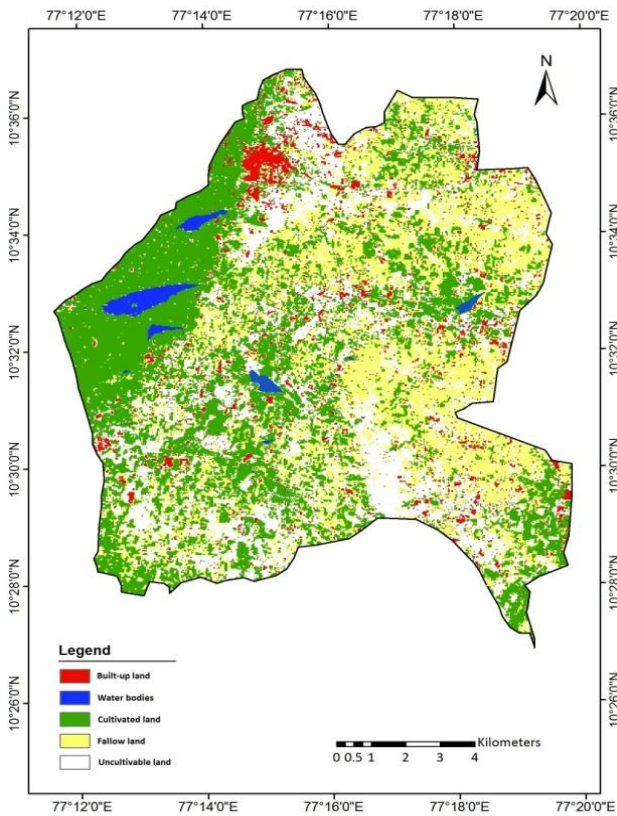 77°12'0"E 77°14'0"E 77°16'0"E 77°18'0"E 77°20'0"E
N
10°36'0"N 10°36'0"N
10°34'0"N 10°34'0"N
10°32'0"N 10°32'0"N
10°30'0"N 10°30'0"N
10°28'0"N 10°28'0"N
10°26'0"N 10°26'0"N
Legend
Built-up land
Water bodies
Cultivated land
Fallow land
Uncultivable land
Kilometers
0 0.5 1 2 3 4
77°12'0"E 77°14'0"E 77°16'0"E 77°18'0"E 77°20'0"E